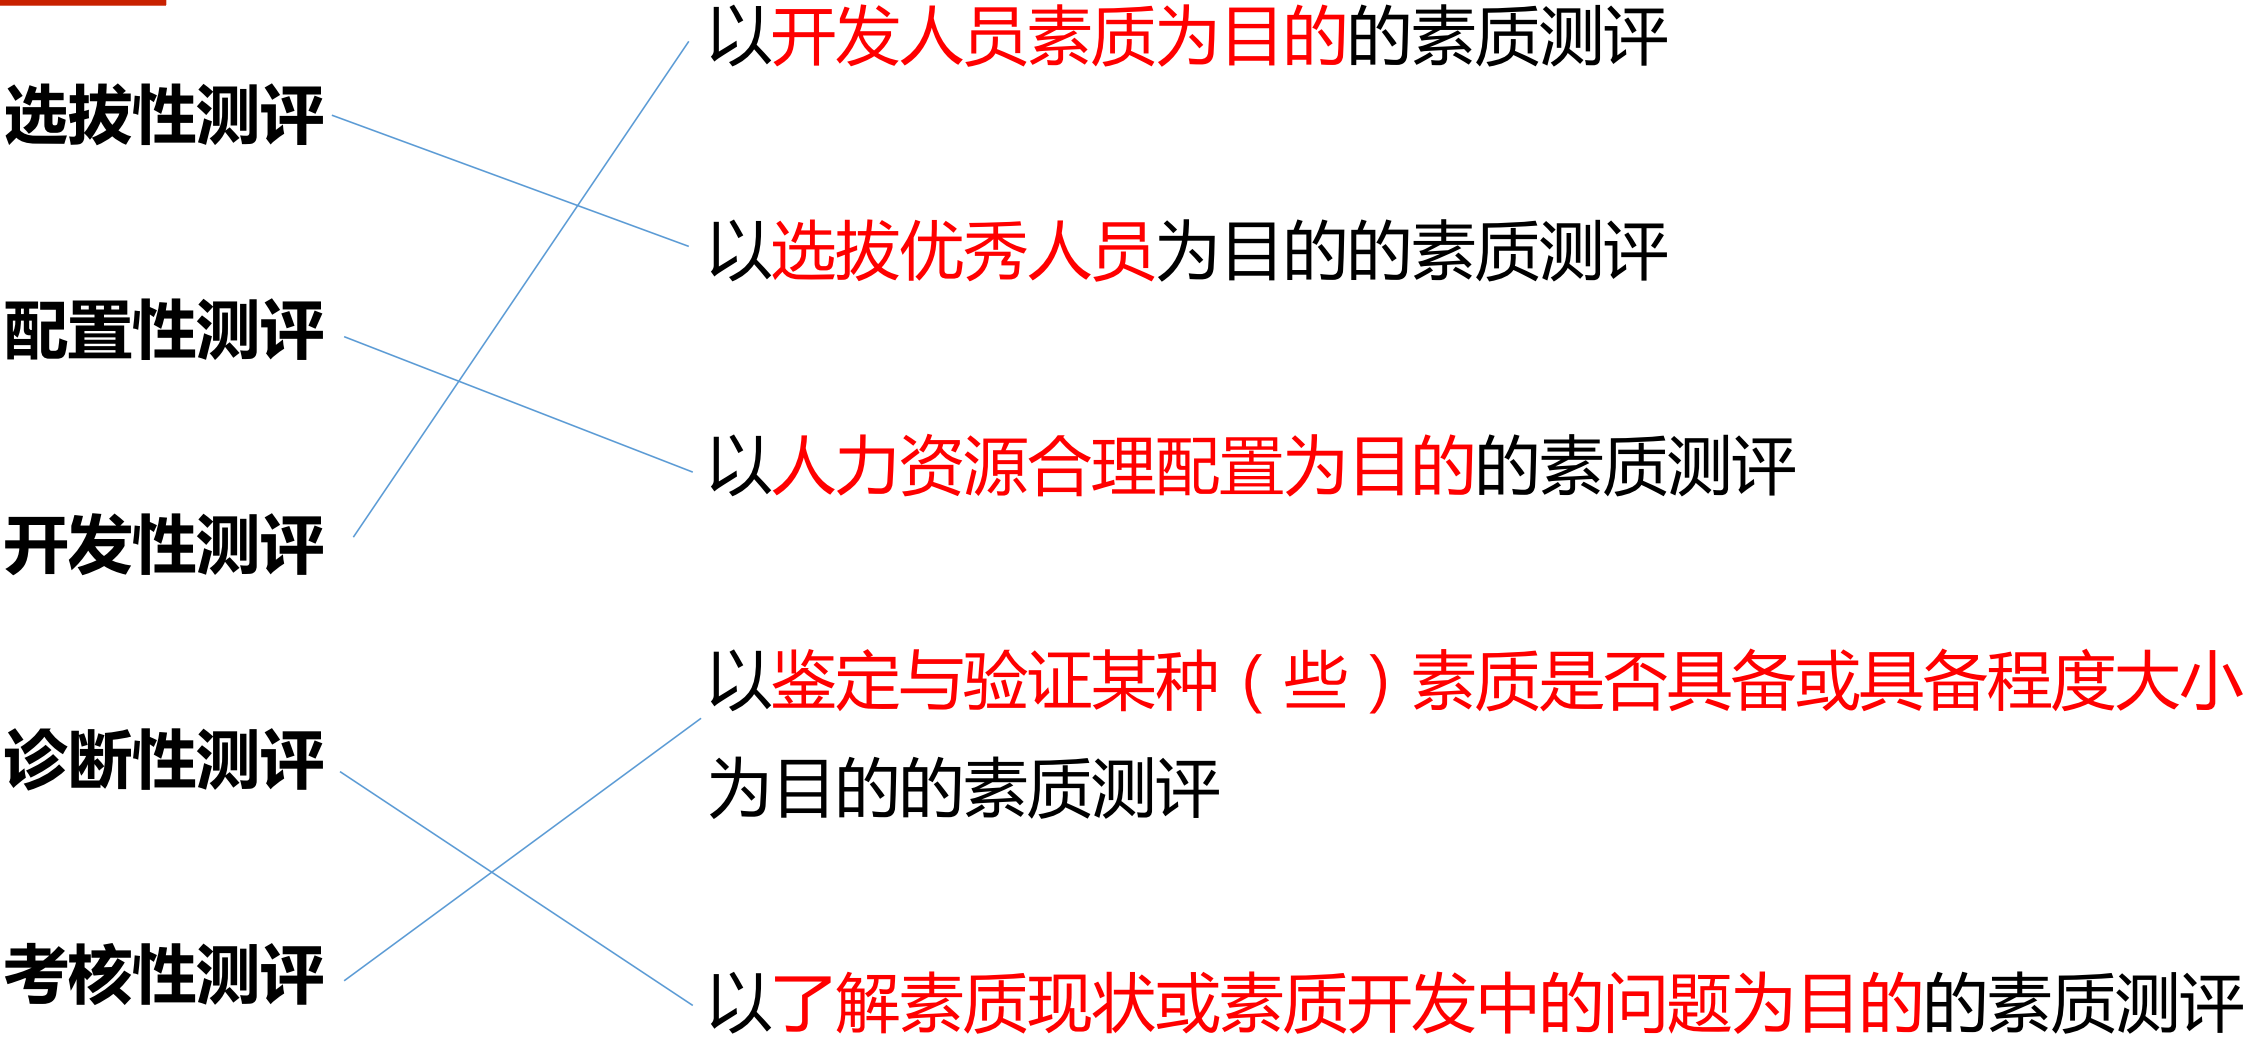 选拔性测评
配置性测评
开发性测评
诊断性测评
考核性测评
以开发人员素质为目的的素质测评
以选拔优秀人员为目的的素质测评
以人力资源合理配置为目的的素质测评
以鉴定与验证某种（些）素质是否具备或具备程度大小
为目的的素质测评
以了解素质现状或素质开发中的问题为目的的素质测评